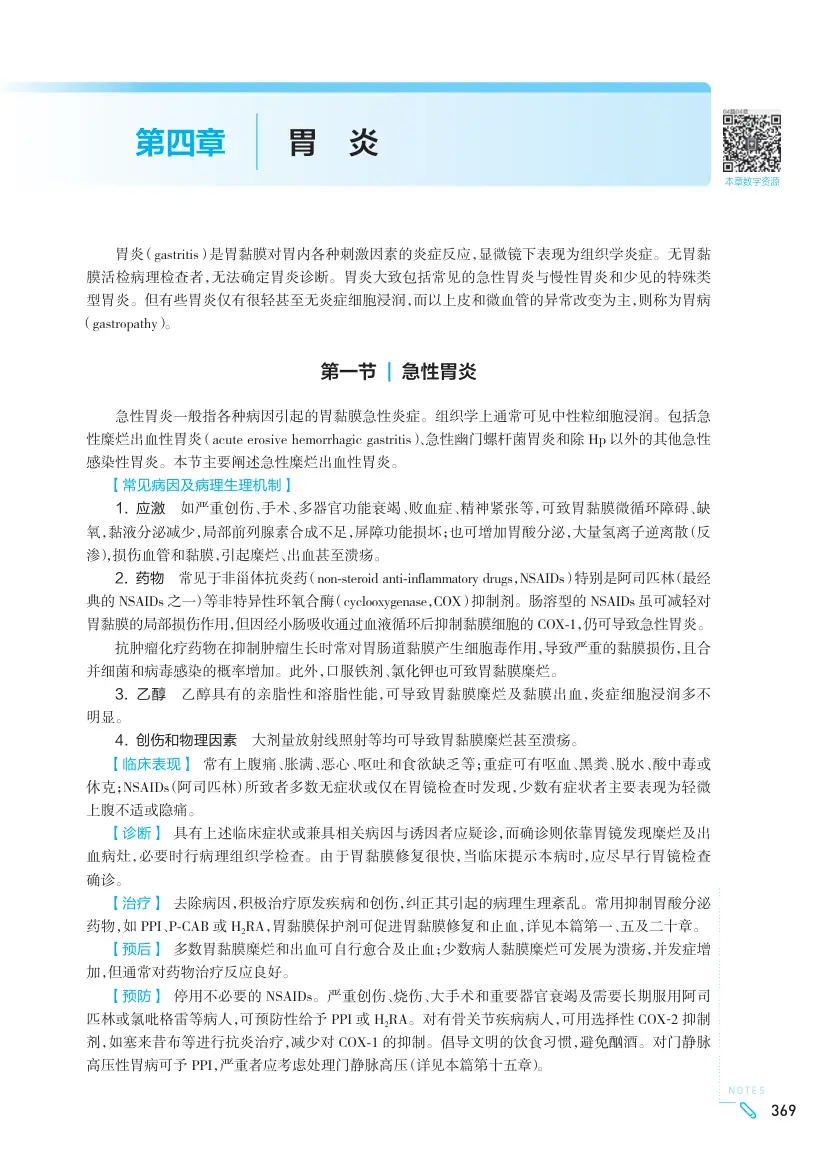 第四章 胃 炎
04篇04章
本章数字资源
胃炎(gastritis)是胃黏膜对胃内各种刺激因素的炎症反应,显微镜下表现为组织学炎症。无胃黏
膜活检病理检查者,无法确定胃炎诊断。胃炎大致包括常见的急性胃炎与慢性胃炎和少见的特殊类
型胃炎。但有些胃炎仅有很轻甚至无炎症细胞浸润,而以上皮和微血管的异常改变为主,则称为胃病
(gastropathy)。
第一节 | 急性胃炎
急性胃炎一般指各种病因引起的胃黏膜急性炎症。组织学上通常可见中性粒细胞浸润。包括急
性糜烂出血性胃炎(acute erosive hemorrhagic gastritis)、急性幽门螺杆菌胃炎和除 Hp 以外的其他急性
感染性胃炎。本节主要阐述急性糜烂出血性胃炎。
【常见病因及病理生理机制】
1. 应激 如严重创伤、手术、多器官功能衰竭、败血症、精神紧张等,可致胃黏膜微循环障碍、缺
氧,黏液分泌减少,局部前列腺素合成不足,屏障功能损坏;也可增加胃酸分泌,大量氢离子逆离散(反
渗),损伤血管和黏膜,引起糜烂、出血甚至溃疡。
2. 药物 常见于非甾体抗炎药(non-steroid anti-inflammatory drugs,NSAIDs)特别是阿司匹林(最经
典的 NSAIDs 之一)等非特异性环氧合酶(cyclooxygenase,COX)抑制剂。肠溶型的 NSAIDs 虽可减轻对
胃黏膜的局部损伤作用,但因经小肠吸收通过血液循环后抑制黏膜细胞的 COX-1,仍可导致急性胃炎。
抗肿瘤化疗药物在抑制肿瘤生长时常对胃肠道黏膜产生细胞毒作用,导致严重的黏膜损伤,且合
并细菌和病毒感染的概率增加。此外,口服铁剂、氯化钾也可致胃黏膜糜烂。
3. 乙醇 乙醇具有的亲脂性和溶脂性能,可导致胃黏膜糜烂及黏膜出血,炎症细胞浸润多不
明显。
4. 创伤和物理因素 大剂量放射线照射等均可导致胃黏膜糜烂甚至溃疡。
【临床表现】 常有上腹痛、胀满、恶心、呕吐和食欲缺乏等;重症可有呕血、黑粪、脱水、酸中毒或
休克;NSAIDs(阿司匹林)所致者多数无症状或仅在胃镜检查时发现,少数有症状者主要表现为轻微
上腹不适或隐痛。
【诊断】 具有上述临床症状或兼具相关病因与诱因者应疑诊,而确诊则依靠胃镜发现糜烂及出
血病灶,必要时行病理组织学检查。由于胃黏膜修复很快,当临床提示本病时,应尽早行胃镜检查
确诊。
【治疗】 去除病因,积极治疗原发疾病和创伤,纠正其引起的病理生理紊乱。常用抑制胃酸分泌
药物,如 PPI、P-CAB 或 H₂RA,胃黏膜保护剂可促进胃黏膜修复和止血,详见本篇第一、五及二十章。
【预后】 多数胃黏膜糜烂和出血可自行愈合及止血;少数病人黏膜糜烂可发展为溃疡,并发症增
加,但通常对药物治疗反应良好。
【预防】 停用不必要的 NSAIDs。严重创伤、烧伤、大手术和重要器官衰竭及需要长期服用阿司
匹林或氯吡格雷等病人,可预防性给予 PPI 或 H₂RA。对有骨关节疾病病人,可用选择性 COX-2 抑制
剂,如塞来昔布等进行抗炎治疗,减少对 COX-1 的抑制。倡导文明的饮食习惯,避免酗酒。对门静脉
高压性胃病可予 PPI,严重者应考虑处理门静脉高压(详见本篇第十五章)。
NOTES
369